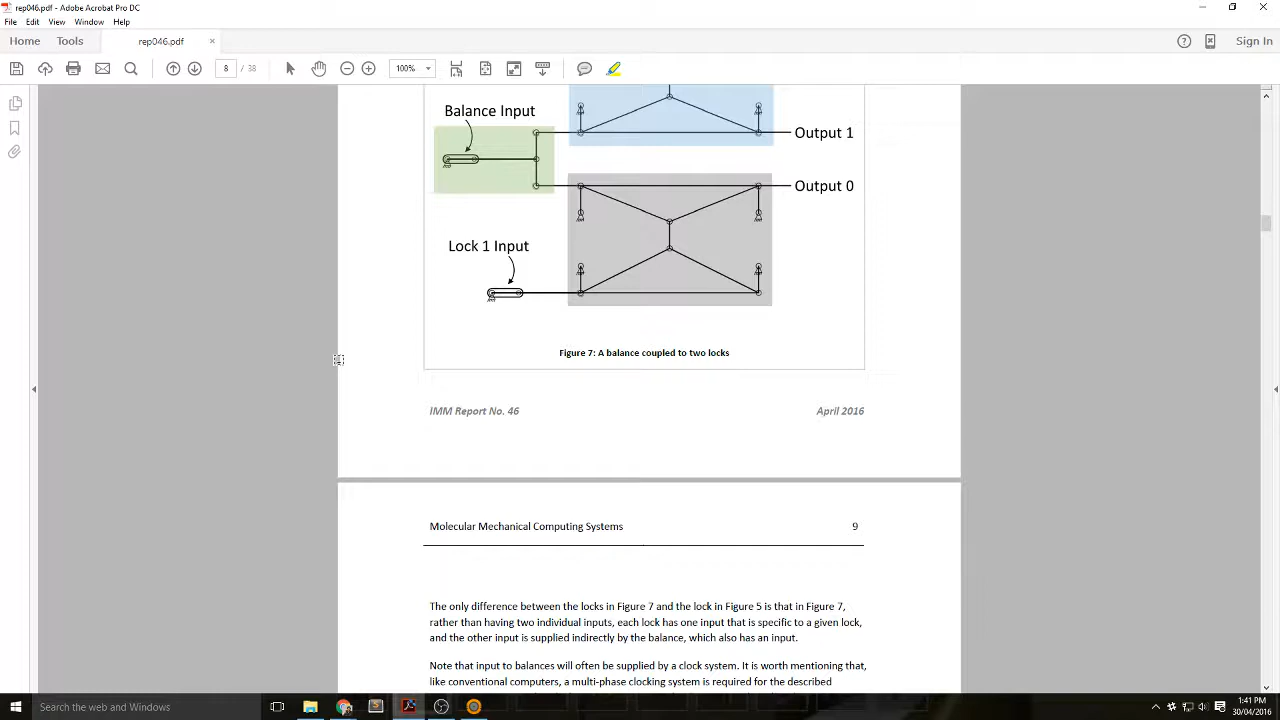 rep046.pdf - Adobe Acrobat Pro DC
File Edit View Window Help
Home Tools rep046.pdf × Sign In
8 / 38 100%
Balance Input
Output 1
Output 0
Lock 1 Input
Figure 7: A balance coupled to two locks
IMM Report No. 46 April 2016
Molecular Mechanical Computing Systems 9
The only difference between the locks in Figure 7 and the lock in Figure 5 is that in Figure 7,
rather than having two individual inputs, each lock has one input that is specific to a given lock,
and the other input is supplied indirectly by the balance, which also has an input.
Note that input to balances will often be supplied by a clock system. It is worth mentioning that,
like conventional computers, a multi-phase clocking system is required for the described
Search the web and Windows
1:41 PM
30/04/2016